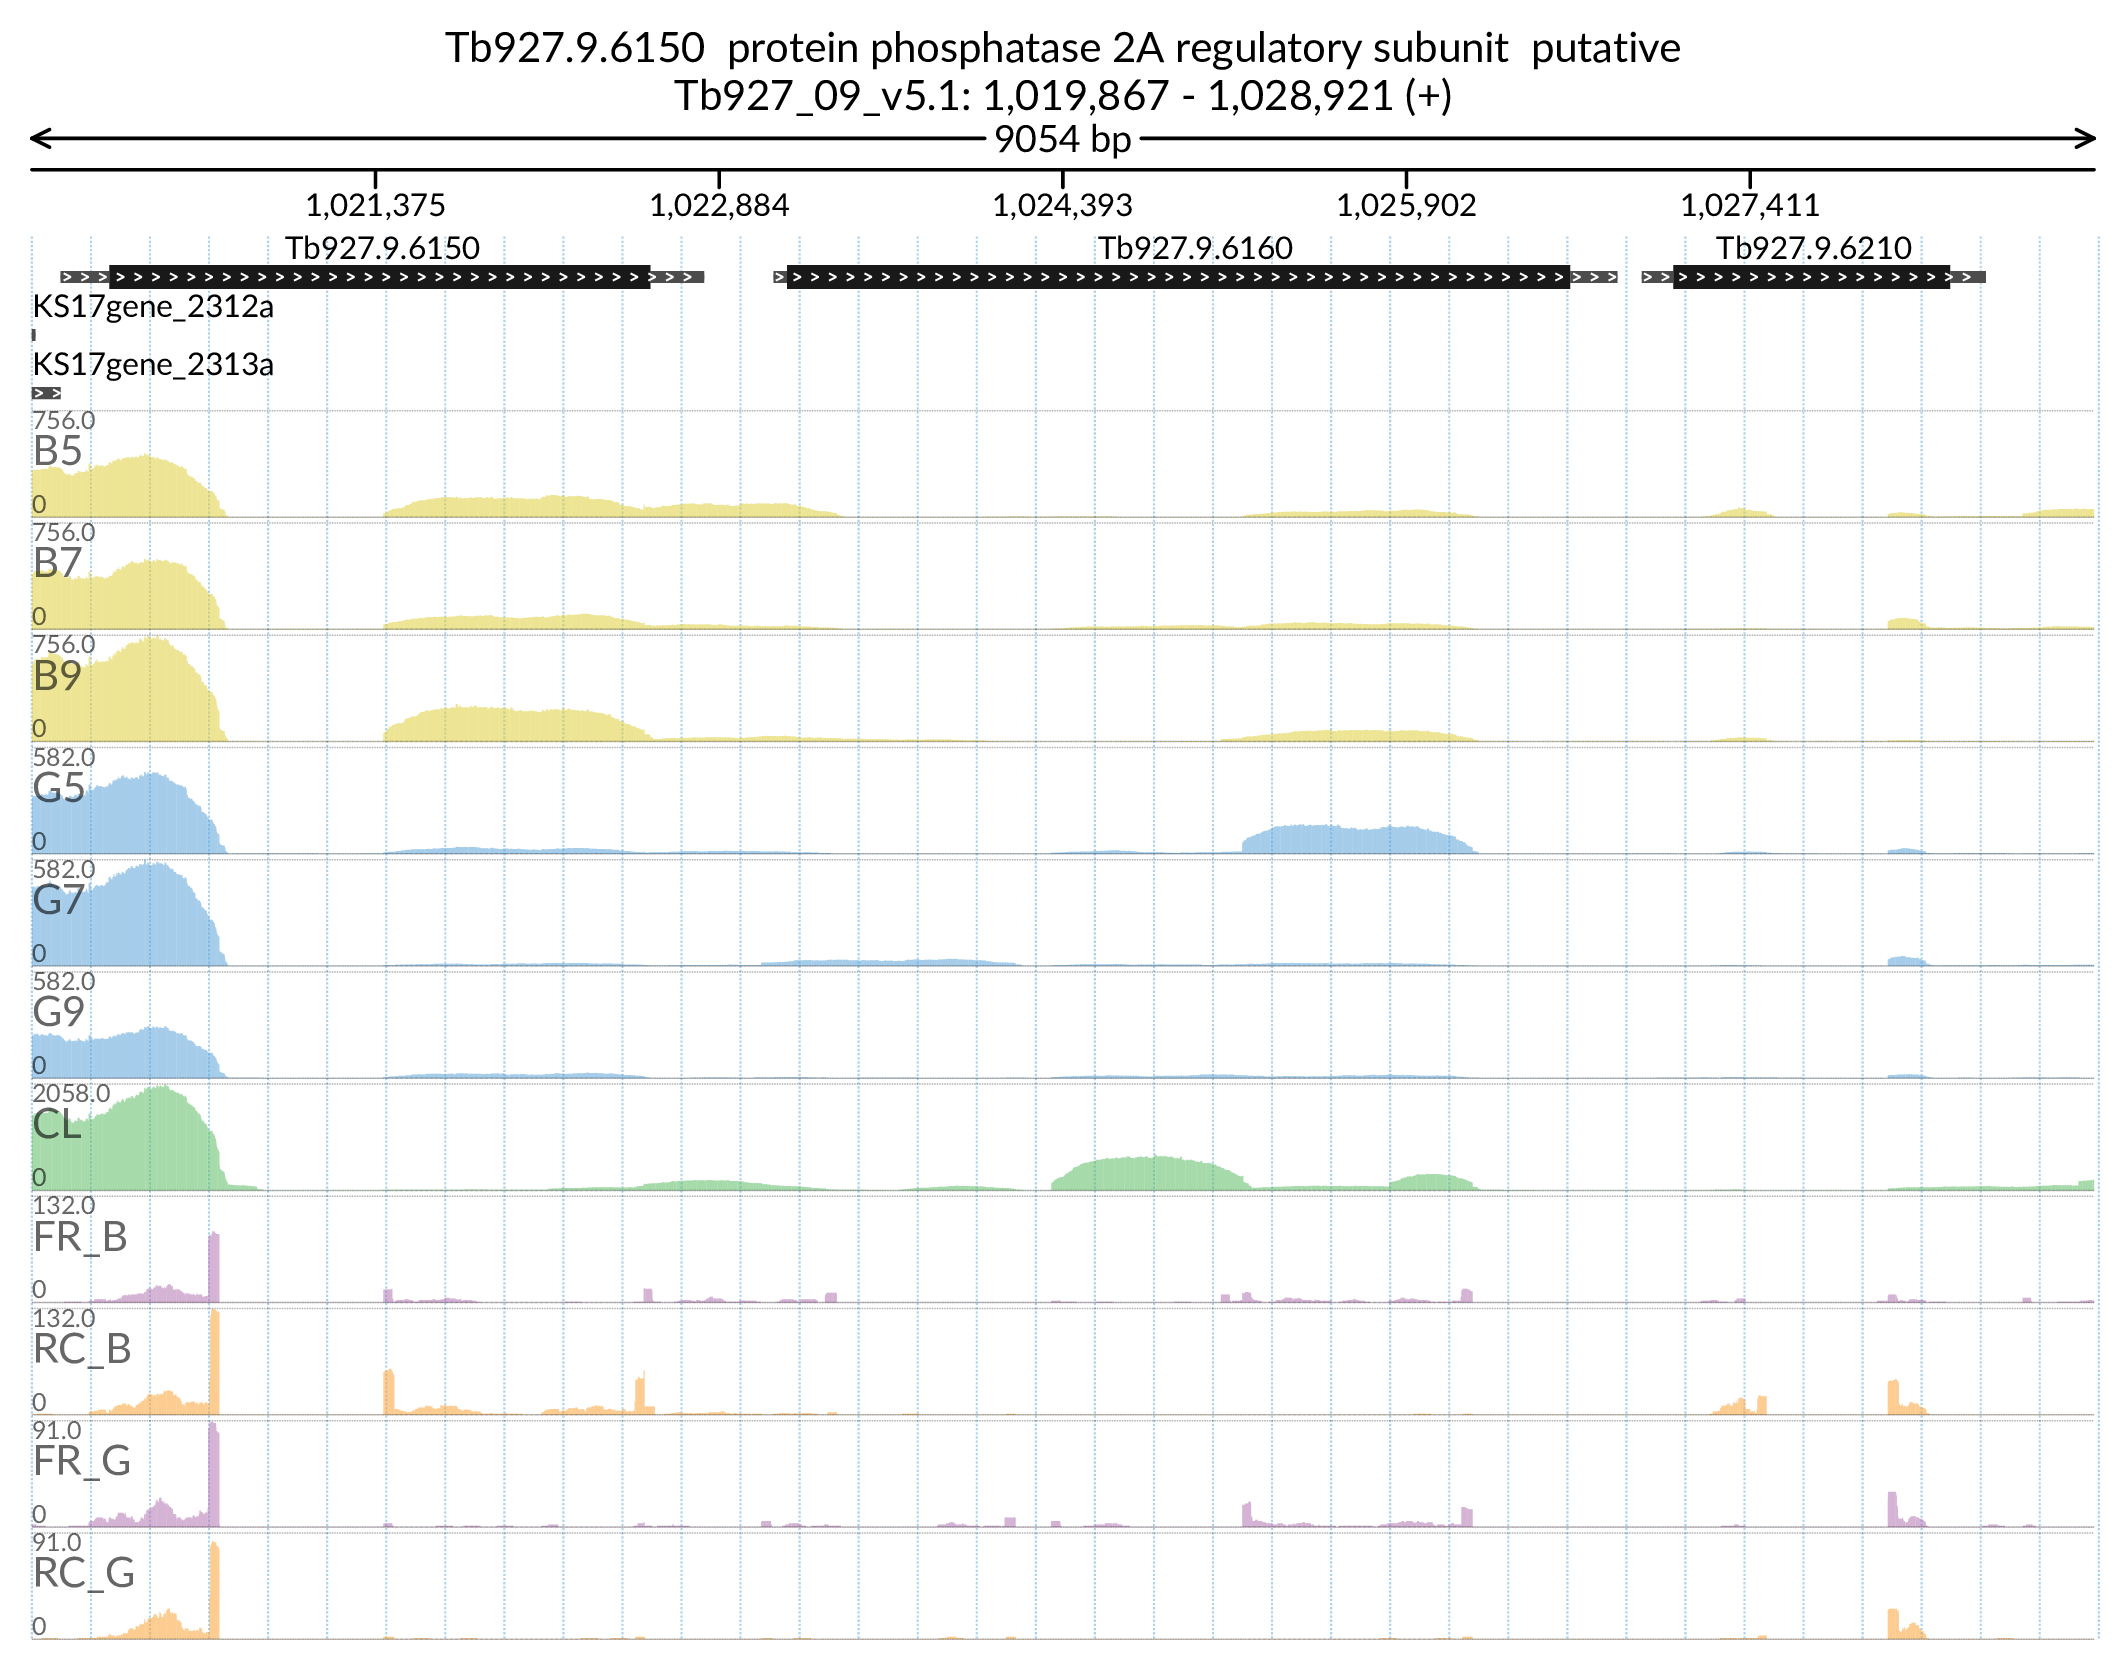 Tb927.9.6150 protein phosphatase 2A regulatory subunit putative
Tb927_09_v5.1: 1,019,867 - 1,028,921 (+)
9054 bp
1,021,375 1,022,884 1,024,393 1,025,902 1,027,411
Tb927.9.6150 Tb927.9.6160 Tb927.9.6210
KS17gene_2312a
KS17gene_2313a
756.0
B5
0
756.0
B7
0
756.0
B9
0
582.0
G5
0
582.0
G7
0
582.0
G9
0
2058.0
CL
0
132.0
FR_B
0
132.0
RC_B
0
91.0
FR_G
0
91.0
RC_G
0